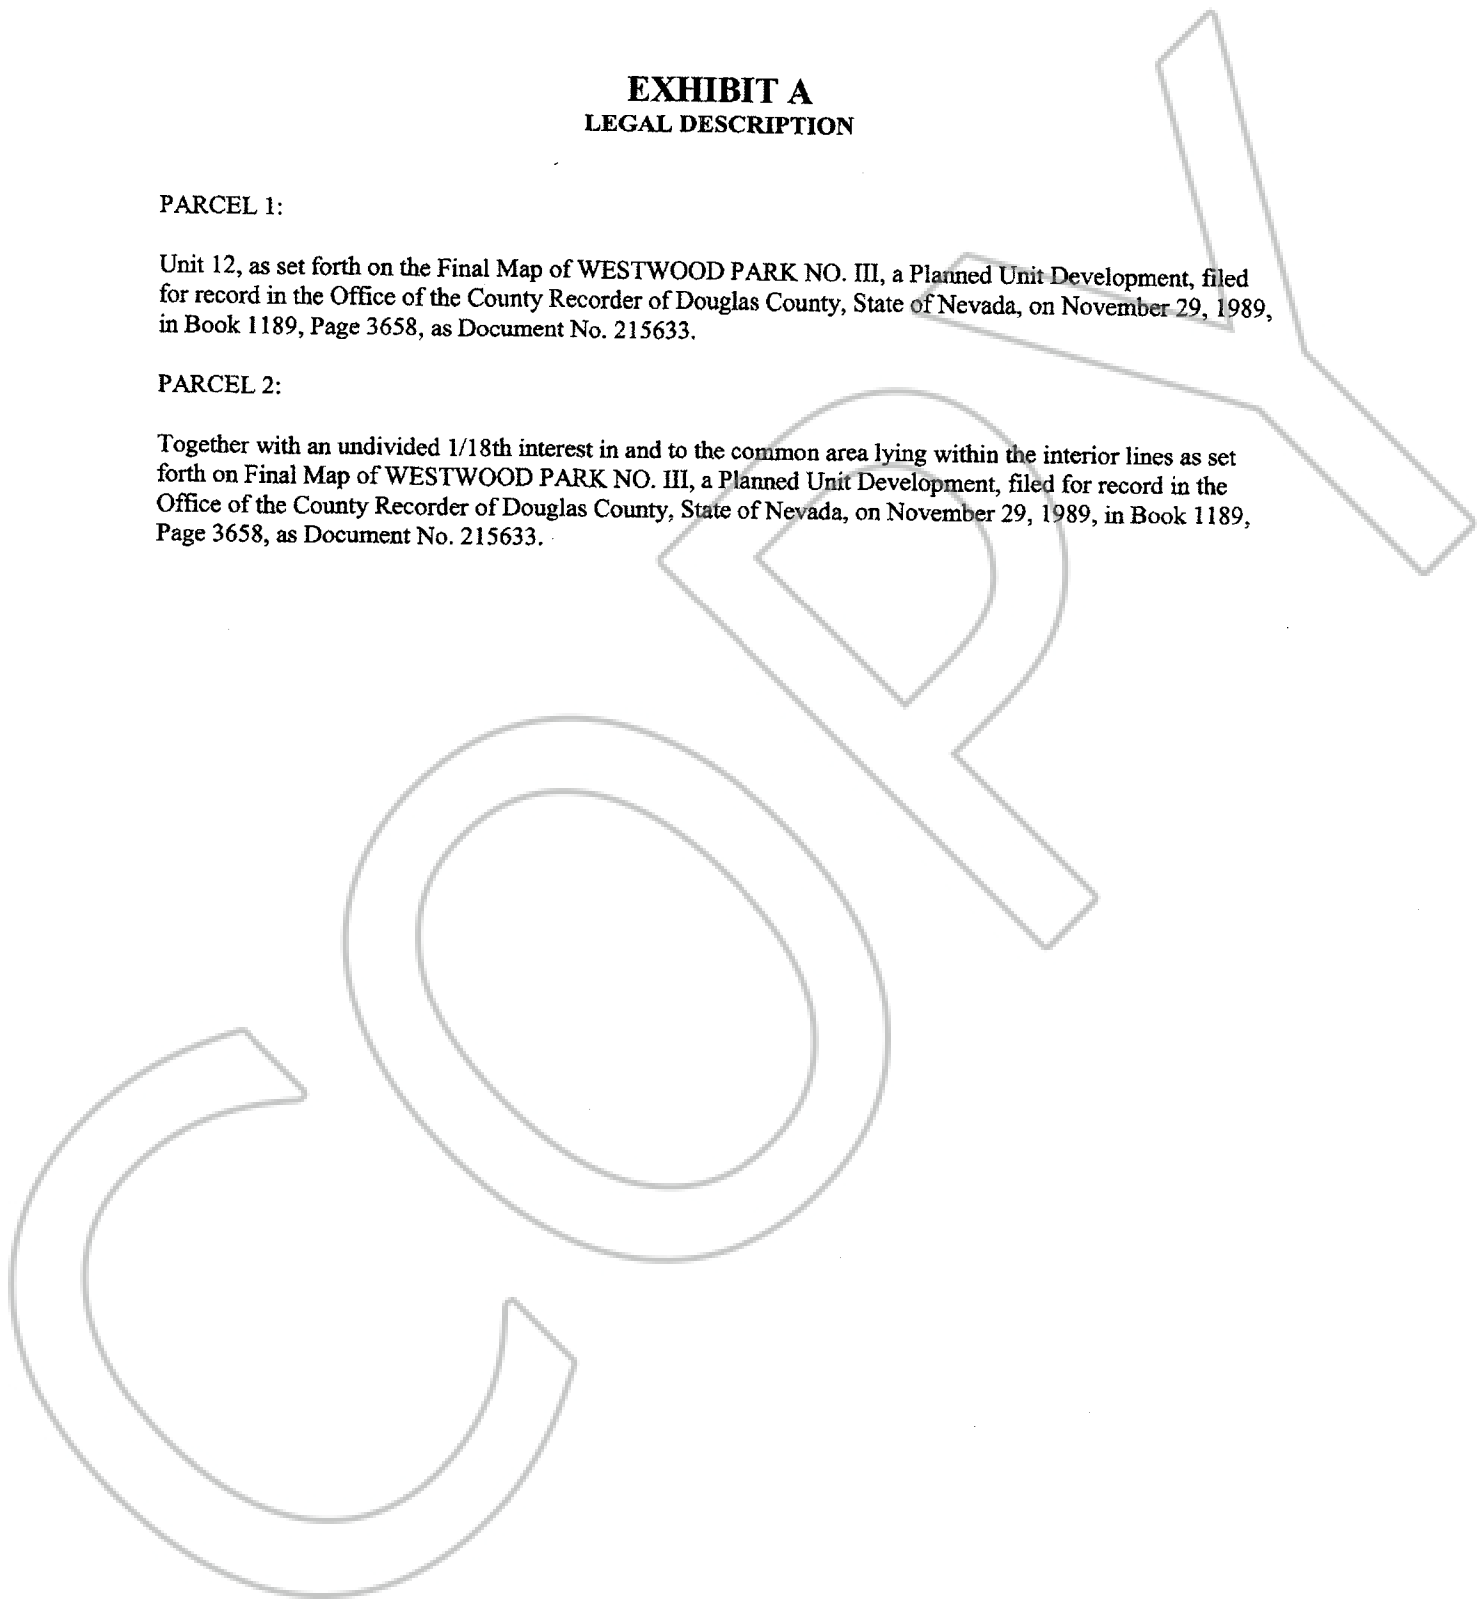 EXHIBIT A
LEGAL DESCRIPTION
PARCEL 1:
Unit 12, as set forth on the Final Map of WESTWOOD PARK NO. III, a Planned Unit Development, filed
for record in the Office of the County Recorder of Douglas County, State of Nevada, on November 29, 1989,
in Book 1189, Page 3658, as Document No. 215633.
PARCEL 2:
Together with an undivided 1/18th interest in and to the common area lying within the interior lines as set
forth on Final Map of WESTWOOD PARK NO. III, a Planned Unit Development, filed for record in the
Office of the County Recorder of Douglas County, State of Nevada, on November 29, 1989, in Book 1189,
Page 3658, as Document No. 215633.
COPY